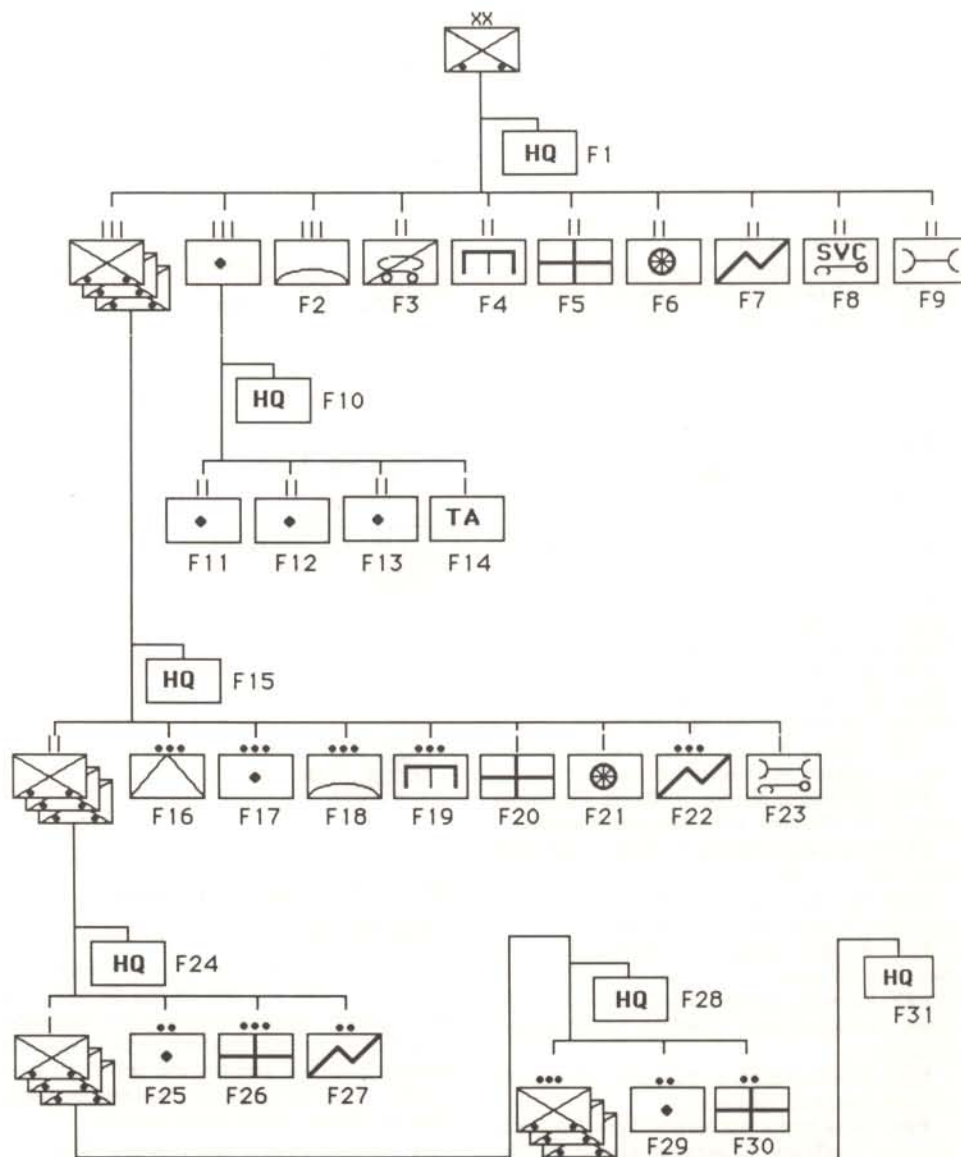 XX
HQ F1
III III III II II II II II II II
SVC
F2 F3 F4 F5 F6 F7 F8 F9
HQ F10
II II II I
TA
F11 F12 F13 F14
HQ F15
II I I I
F16 F17 F18 F19 F20 F21 F22 F23
HQ F24
HQ F28
HQ
F31
I
F25 F26 F27
F29 F30